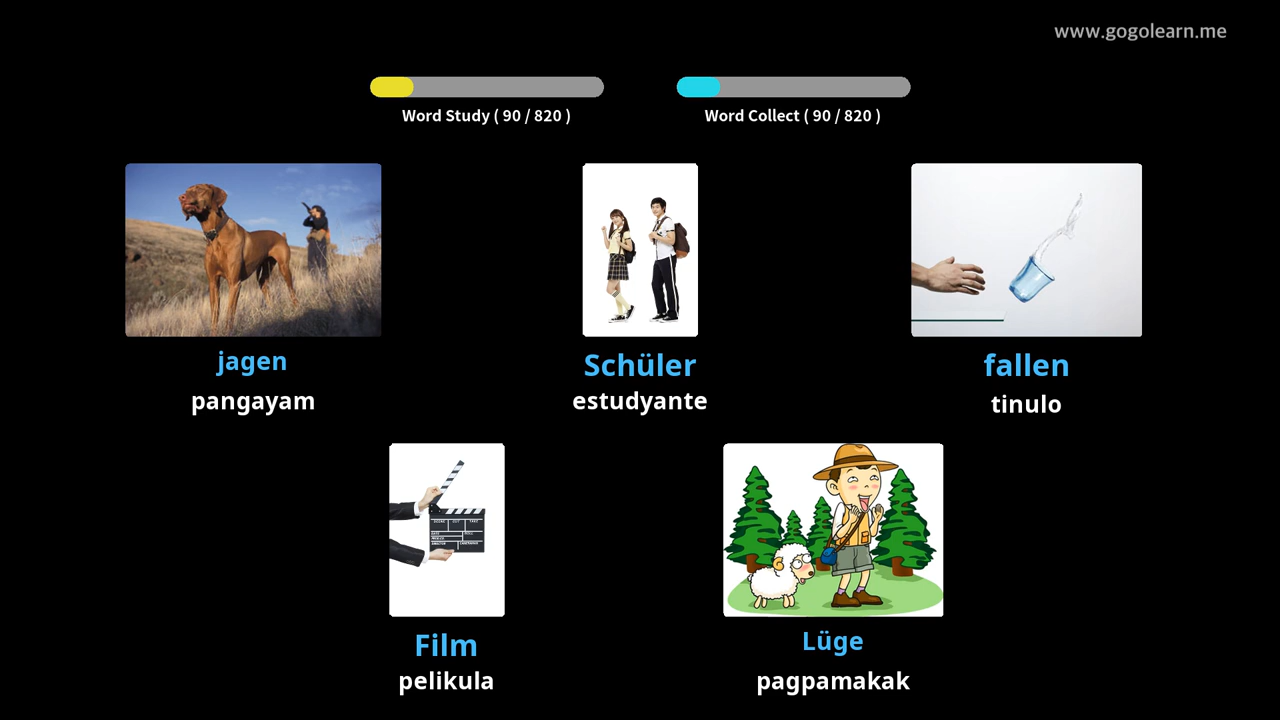 www.gogolearn.me
Word Study ( 90 / 820 )
Word Collect ( 90 / 820 )
jagen
pangayam
Schüler
estudyante
fallen
tinulo
Film
pelikula
Lüge
pagpamakak